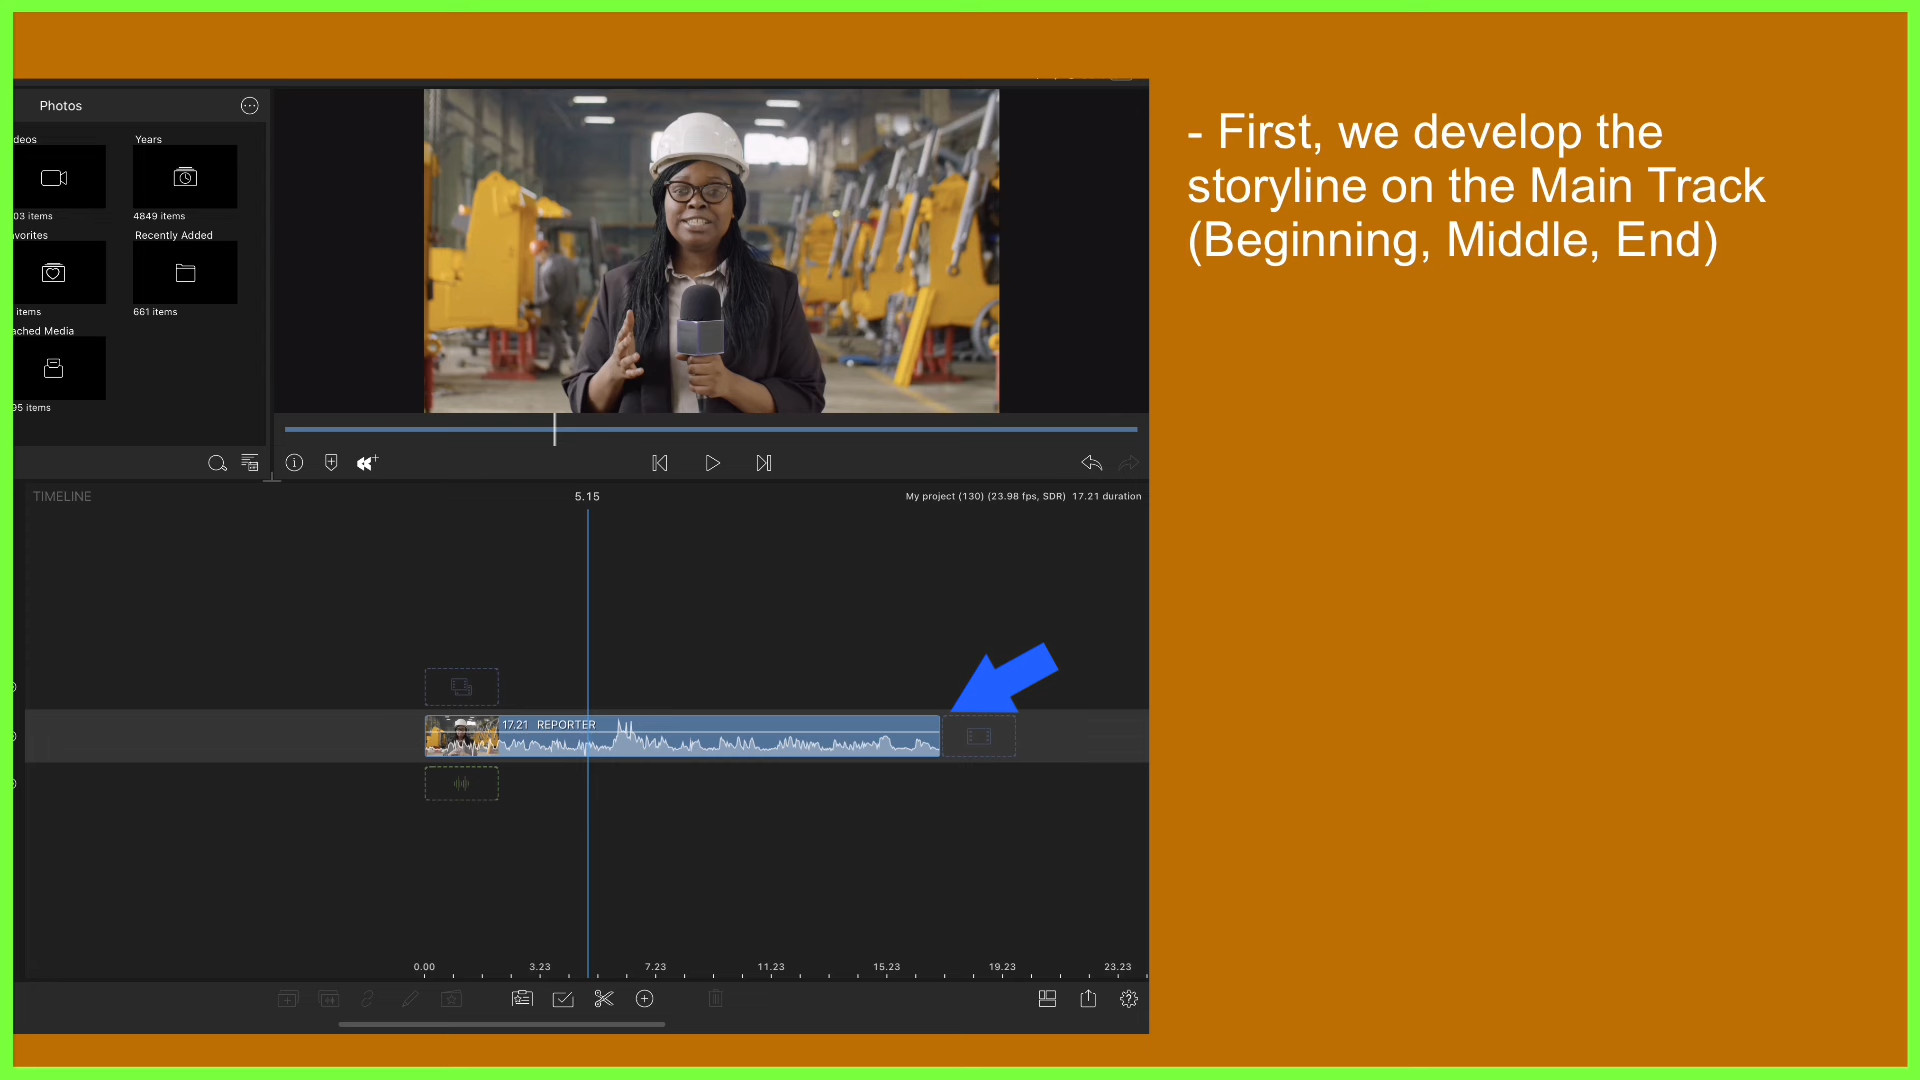 Photos
deos
Years
03 items
4849 items
vorites
Recently Added
items
661 items
ached Media
95 items
TIMELINE
5.15
My project (130) (23.98 fps, SDR) 17.21 duration
17.21 REPORTER
0.00 3.23 7.23 11.23 15.23 19.23 23.23
- First, we develop the
storyline on the Main Track
(Beginning, Middle, End)